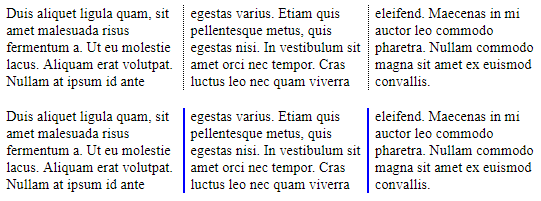 Duis aliquet ligula quam, sit
amet malesuada risus
fermentum a. Ut eu molestie
lacus. Aliquam erat volutpat.
Nullam at ipsum id ante
egestas varius. Etiam quis
pellentesque metus, quis
egestas nisi. In vestibulum sit
amet orci nec tempor. Cras
luctus leo nec quam viverra
eleifend. Maecenas in mi
auctor leo commodo
pharetra. Nullam commodo
magna sit amet ex euismod
convallis.
Duis aliquet ligula quam, sit
amet malesuada risus
fermentum a. Ut eu molestie
lacus. Aliquam erat volutpat.
Nullam at ipsum id ante
egestas varius. Etiam quis
pellentesque metus, quis
egestas nisi. In vestibulum sit
amet orci nec tempor. Cras
luctus leo nec quam viverra
eleifend. Maecenas in mi
auctor leo commodo
pharetra. Nullam commodo
magna sit amet ex euismod
convallis.